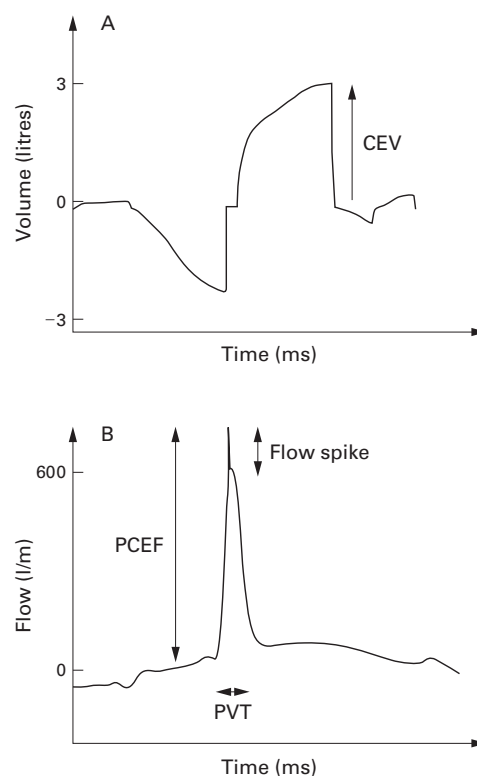 A
Volume (litres)
3
0
−3
CEV
Time (ms)
B
Flow (l/m)
600
0
PCEF
Flow spike
PVT
Time (ms)